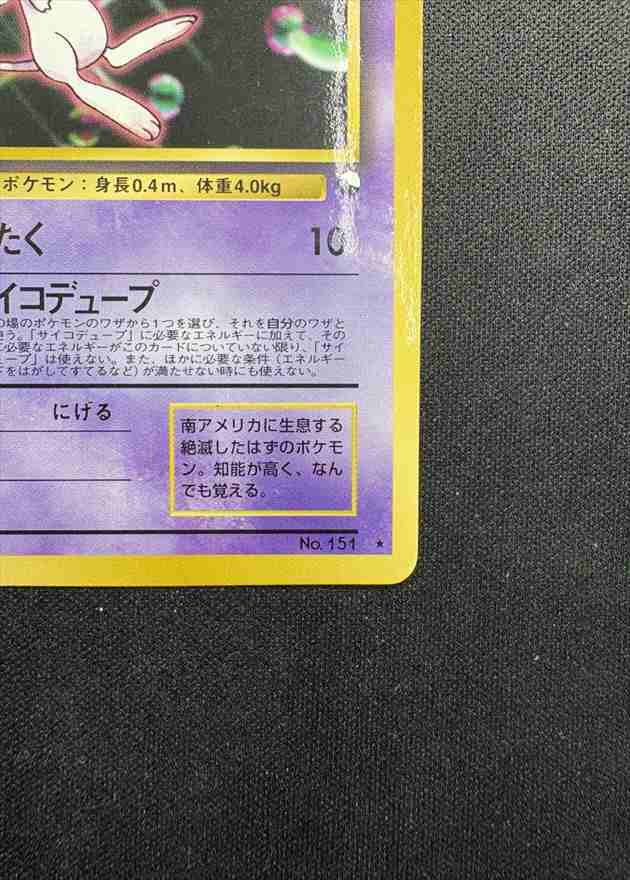 ポケモン：身長0.4m、体重4.0kg
たく 10
イコデュープ
の場のポケモンのワザから1つを選び、それを自分のワザと
使う。「サイコデュープ」に必要なエネルギーに加えて、その
に必要なエネルギーがこのカードについていない限り、「サイ
ュープ」は使えない。また、ほかに必要な条件（エネルギー
ドをはがしてすてるなど）が満たせない時にも使えない。
にげる
南アメリカに生息する
絶滅したはずのポケモ
ン。知能が高く、なん
でも覚える。
No.151 ★